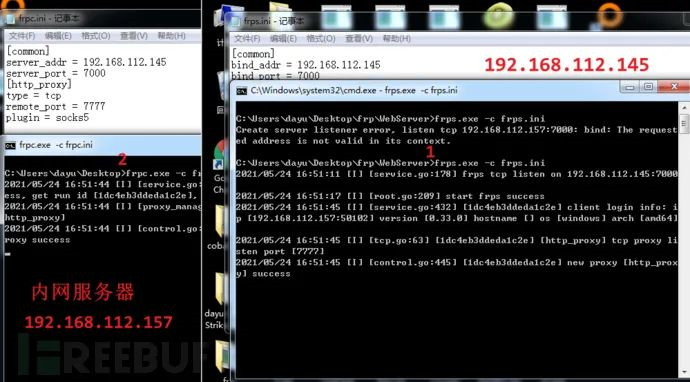 frpc.ini - 记事本
文件(F) 编辑(E) 格式(O) 查看(V) 帮助(H)
[common]
server_addr = 192.168.112.145
server_port = 7000
[http_proxy]
type = tcp
remote_port = 7777
plugin = socks5
frpc.exe -c frpc.ini
2
C:\Users\dayu\Desktop>frpc.exe -c f
2021/05/24 16:51:44 [I] [service.go
ess, get run id [1dc4eb3ddeda1c2e]
2021/05/24 16:51:44 [I] [proxy_mana
http_proxy]
2021/05/24 16:51:44 [I] [control.go
roxy success
内网服务器
192.168.112.157
frps.ini - 记事本
文件(F) 编辑(E) 格式(O) 查看(V) 帮助(H)
[common]
bind_addr = 192.168.112.145
bind_port = 7000
192.168.112.145
C:\Windows\system32\cmd.exe - frps.exe -c frps.ini
C:\Users\dayu\Desktop\frp\WebServer>frps.exe -c frps.ini
Create server listener error, listen tcp 192.168.112.157:7000: bind: The request
ed address is not valid in its context.
1
C:\Users\dayu\Desktop\frp\WebServer>frps.exe -c frps.ini
2021/05/24 16:51:11 [I] [service.go:178] frps tcp listen on 192.168.112.145:7000
2021/05/24 16:51:17 [I] [root.go:209] start frps success
2021/05/24 16:51:45 [I] [service.go:432] [1dc4eb3ddeda1c2e] client login info: i
p [192.168.112.157:50102] version [0.33.0] hostname [] os [windows] arch [amd64]
2021/05/24 16:51:45 [I] [tcp.go:63] [1dc4eb3ddeda1c2e] [http_proxy] tcp proxy lis
ten port [7777]
2021/05/24 16:51:45 [I] [control.go:445] [1dc4eb3ddeda1c2e] new proxy [http_prox
y] success
coba
dayu
Strike
FREEBUF